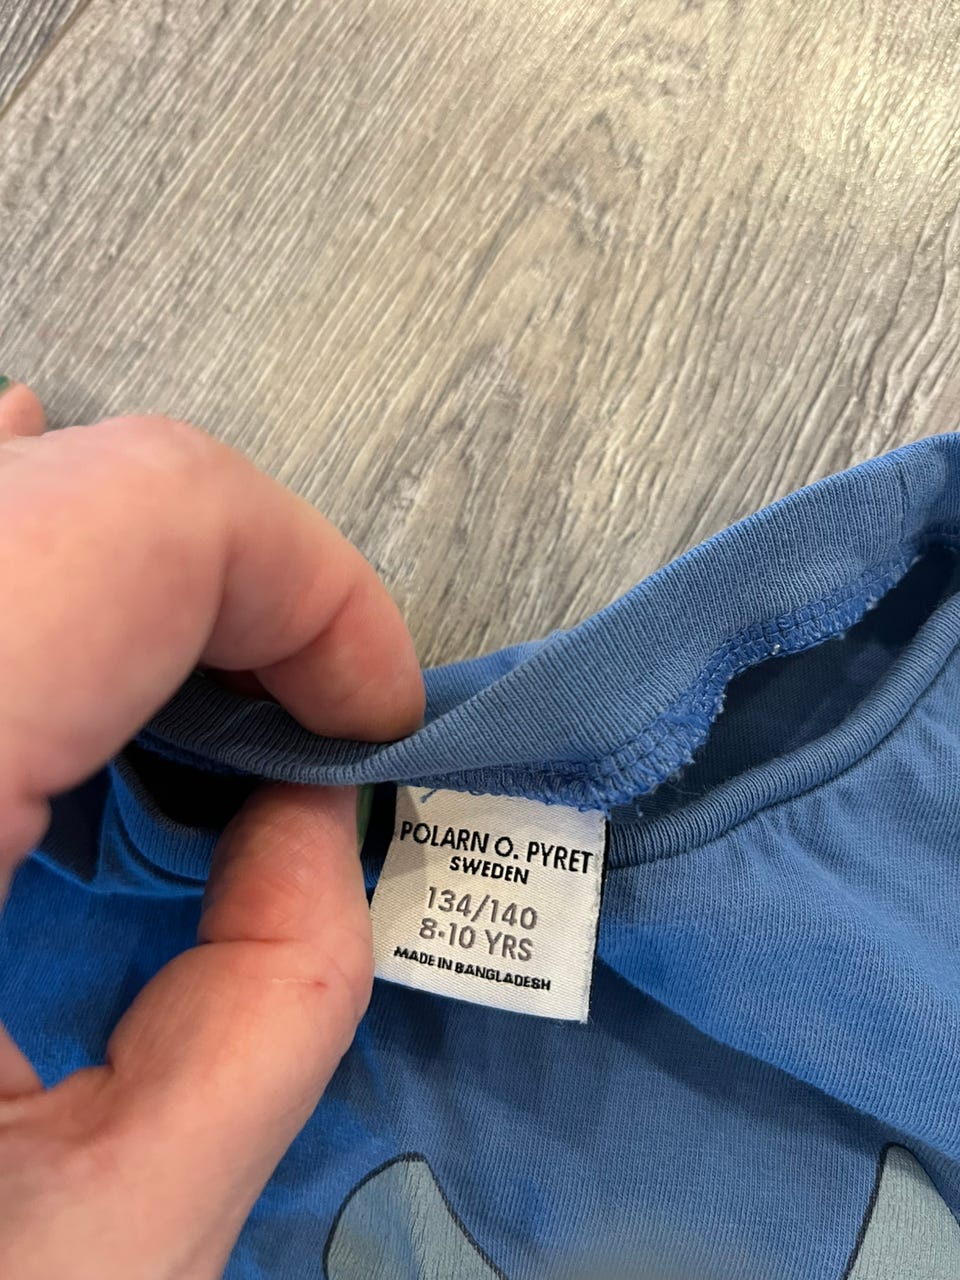 POLARN O. PYRET
SWEDEN
134/140
8-10 YRS
MADE IN BANGLADESH